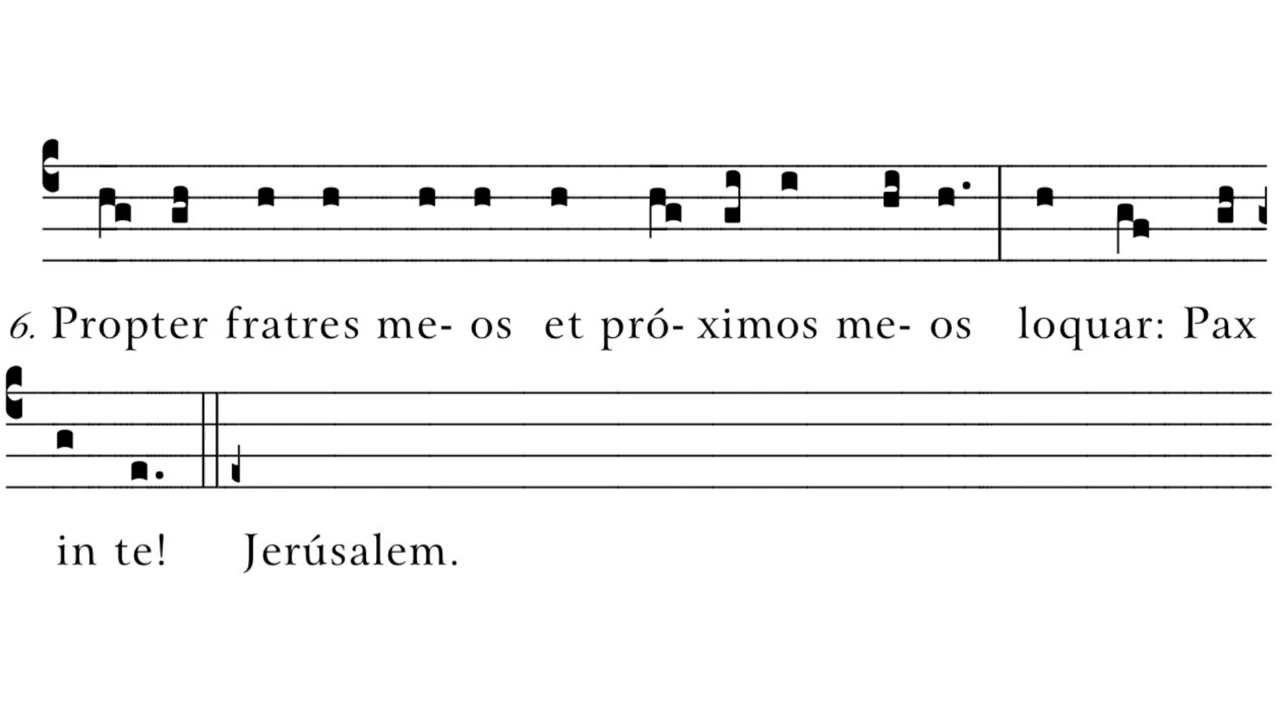 6. Propter fratres me- os et pró- ximos me- os loquar: Pax
in te! Jerúsalem.